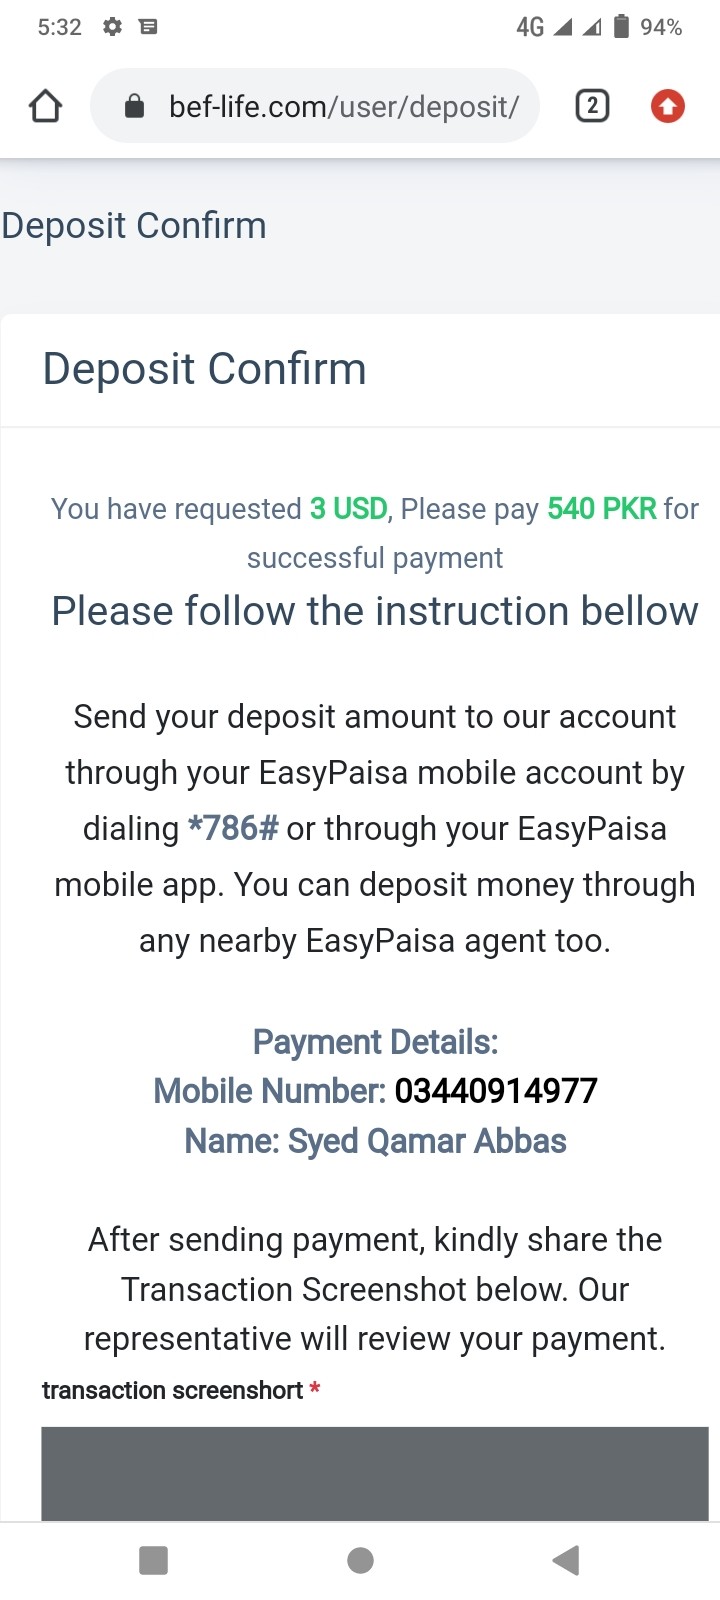 5:32
4G 94%
bef-life.com/user/deposit/
2
Deposit Confirm
Deposit Confirm
You have requested 3 USD, Please pay 540 PKR for
successful payment
Please follow the instruction bellow
Send your deposit amount to our account
through your EasyPaisa mobile account by
dialing *786# or through your EasyPaisa
mobile app. You can deposit money through
any nearby EasyPaisa agent too.
Payment Details:
Mobile Number: 03440914977
Name: Syed Qamar Abbas
After sending payment, kindly share the
Transaction Screenshot below. Our
representative will review your payment.
transaction screenshort *